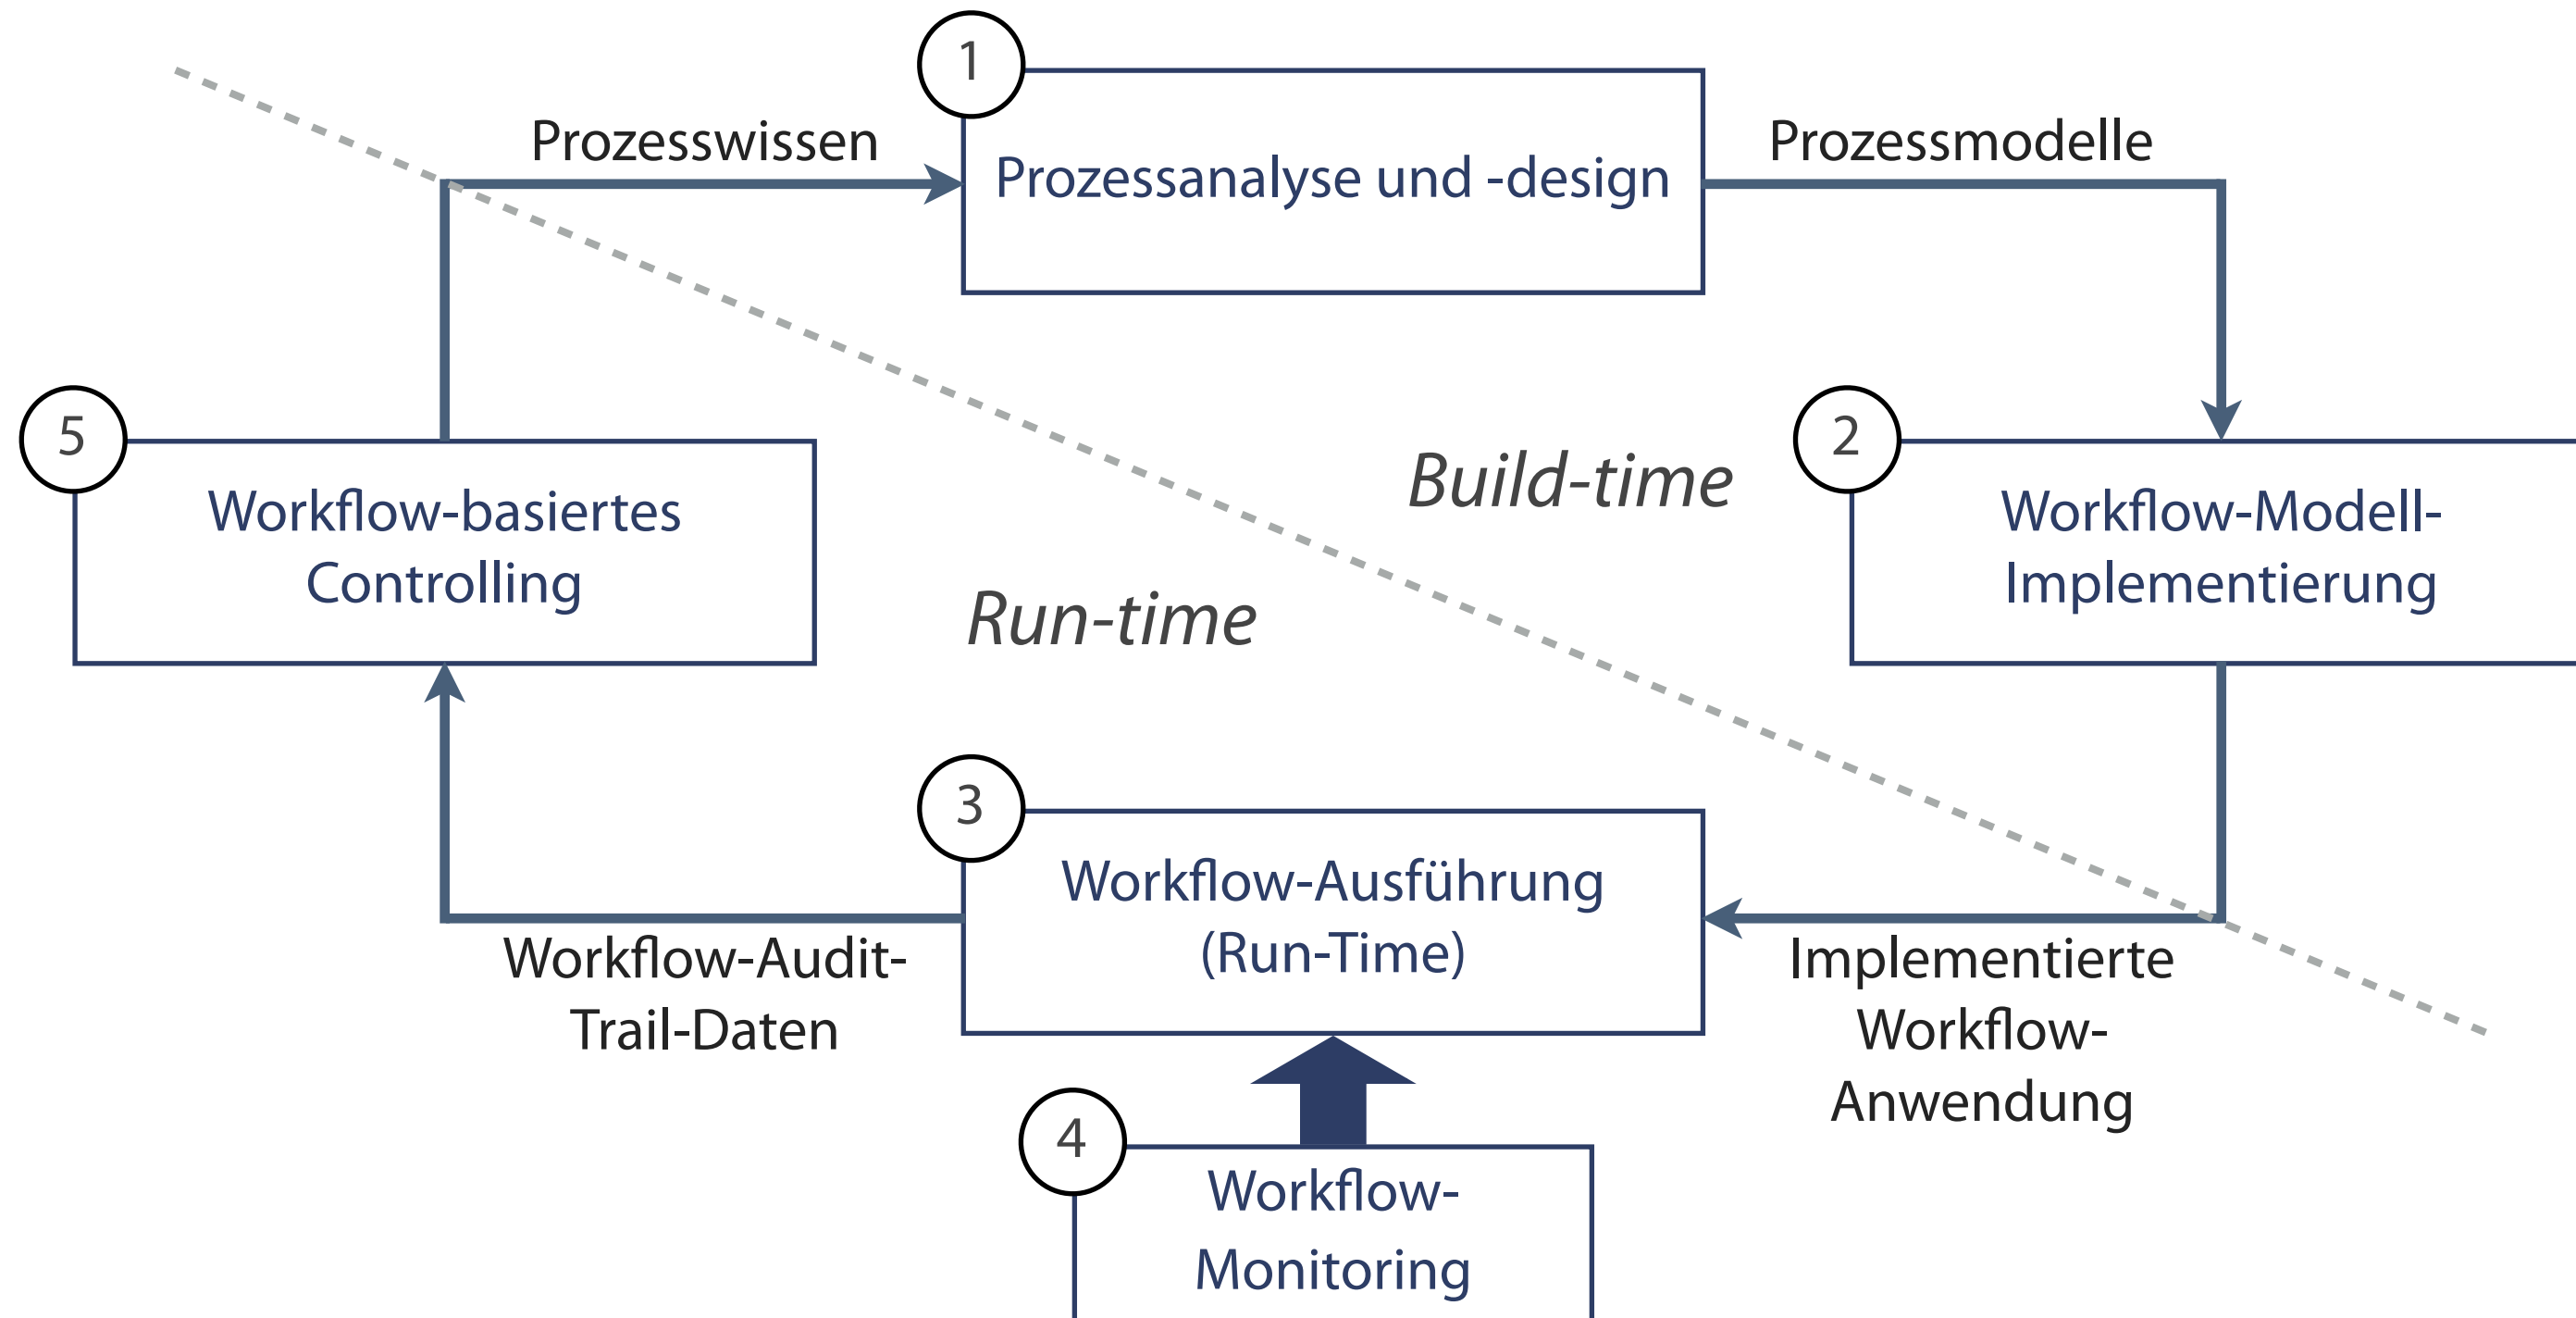 1
Prozesswissen
Prozessanalyse und -design
Prozessmodelle
5
Workflow-basiertes
Controlling
Build-time
Run-time
2
Workflow-Modell-
Implementierung
3
Workflow-Ausführung
(Run-Time)
Workflow-Audit-
Trail-Daten
Implementierte
Workflow-
Anwendung
4
Workflow-
Monitoring